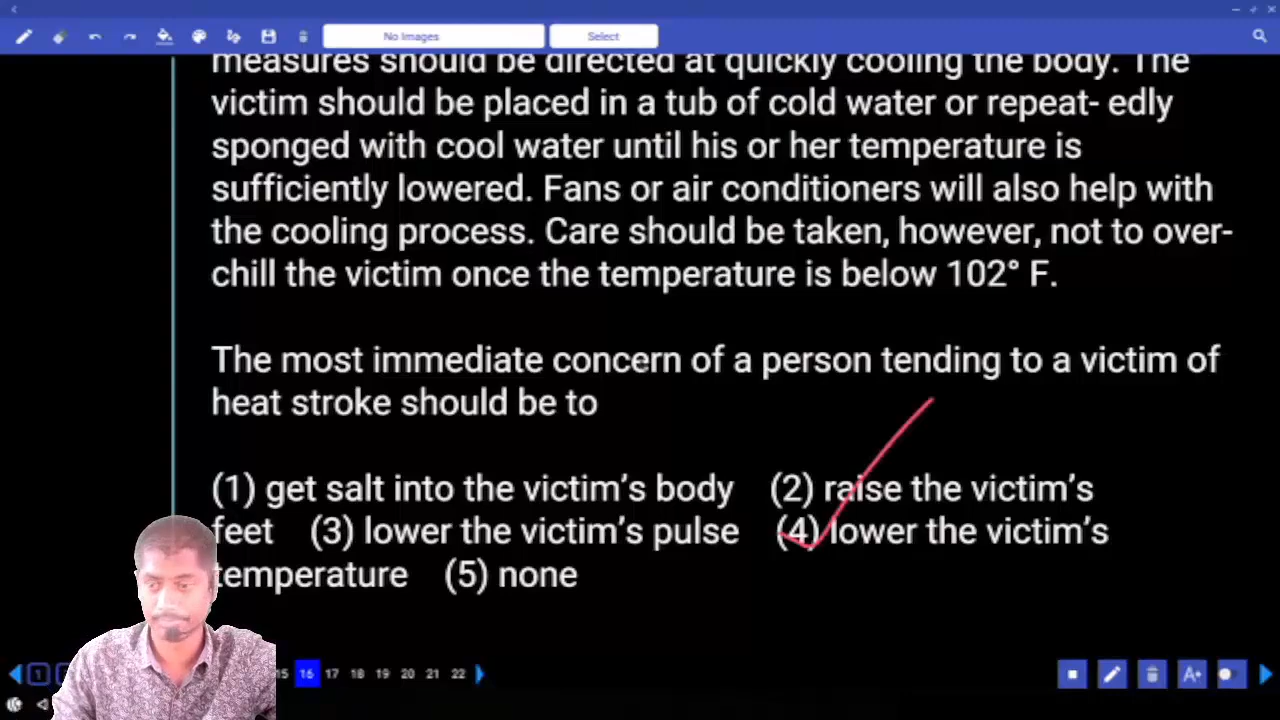 No Images
Select
measures should be directed at quickly cooling the body. The
victim should be placed in a tub of cold water or repeat- edly
sponged with cool water until his or her temperature is
sufficiently lowered. Fans or air conditioners will also help with
the cooling process. Care should be taken, however, not to over-
chill the victim once the temperature is below 102° F.
The most immediate concern of a person tending to a victim of
heat stroke should be to
(1) get salt into the victim's body (2) raise the victim's
feet (3) lower the victim's pulse (4) lower the victim's
temperature (5) none
1 15 16 17 18 19 20 21 22
A+